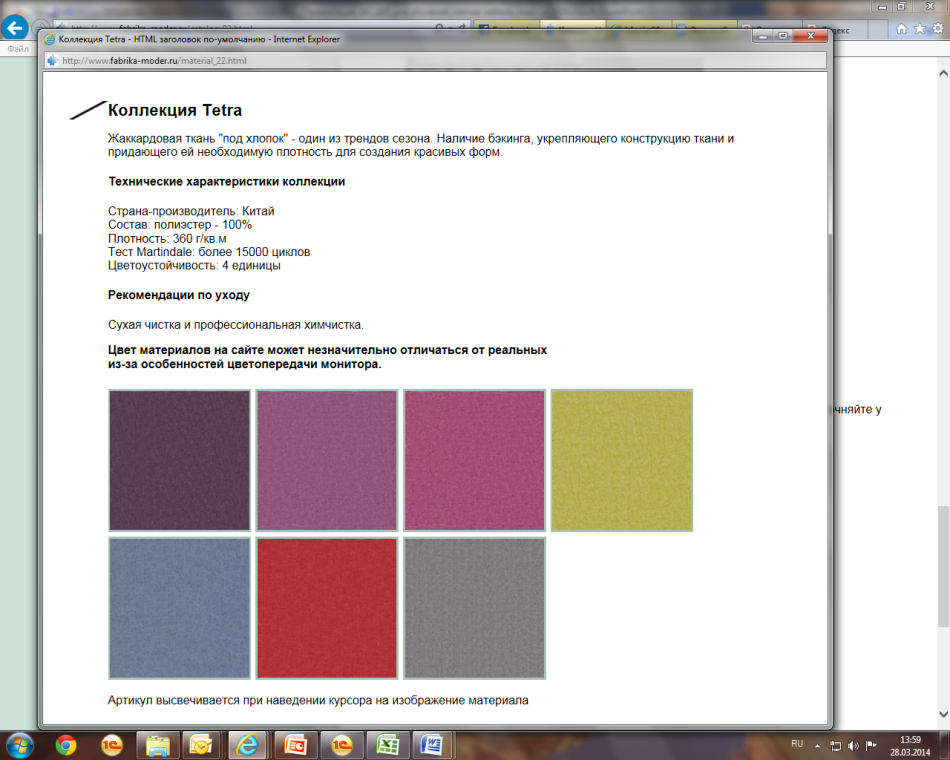 Коллекция Tetra - HTML заголовок по-умолчанию - Internet Explorer
Файл
http://www.fabrika-moder.ru/material_22.html
Коллекция Tetra
Жаккардовая ткань "под хлопок" - один из трендов сезона. Наличие бэкинга, укрепляющего конструкцию ткани и
придающего ей необходимую плотность для создания красивых форм.
Технические характеристики коллекции
Страна-производитель: Китай
Состав: полиэстер - 100%
Плотность: 360 г/кв.м
Тест Martindale: более 15000 циклов
Цветоустойчивость: 4 единицы
Рекомендации по уходу
Сухая чистка и профессиональная химчистка.
Цвет материалов на сайте может незначительно отличаться от реальных
из-за особенностей цветопередачи монитора.
у
Артикул высвечивается при наведении курсора на изображение материала
RU
13:59
28.03.2014